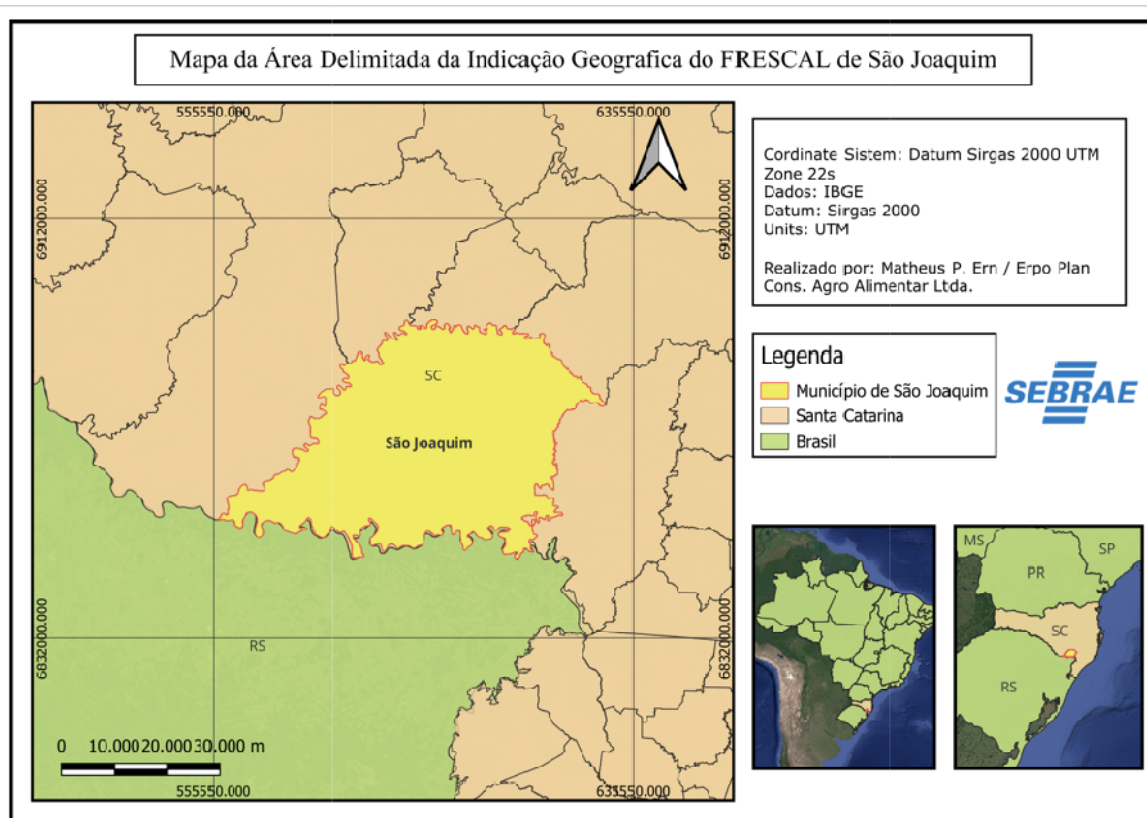 Mapa da Área Delimitada da Indicação Geografica do FRESCAL de São Joaquim
555550.000
635550.000
6912000.000
6912000.000
SC
São Joaquim
6832000.000
6832000.000
RS
0 10.000 20.000 30.000 m
555550.000
635550.000
Cordinate Sistem: Datum Sirgas 2000 UTM
Zone 22s
Dados: IBGE
Datum: Sirgas 2000
Units: UTM
Realizado por: Matheus P. Ern / Erpo Plan
Cons. Agro Alimentar Ltda.
Legenda
Município de São Joaquim
Santa Catarina
Brasil
SEBRAE
MS
SP
PR
SC
RS